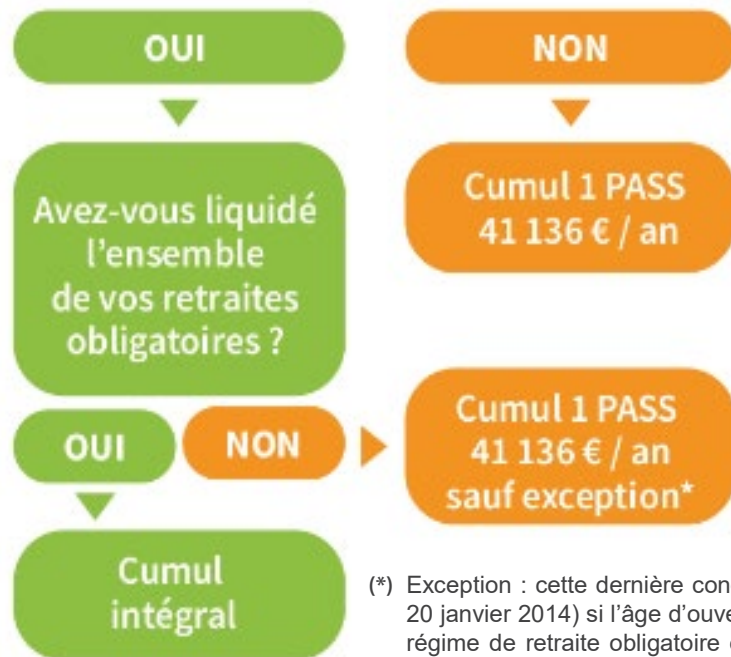 OUI
NON
Avez-vous liquidé
l’ensemble
de vos retraites
obligatoires ?
Cumul 1 PASS
41 136 € / an
OUI
NON
Cumul 1 PASS
41 136 € / an
sauf exception*
Cumul
intégral
(*) Exception : cette dernière
20 janvier 2014) si l’âge
régime de retraite obligatoire